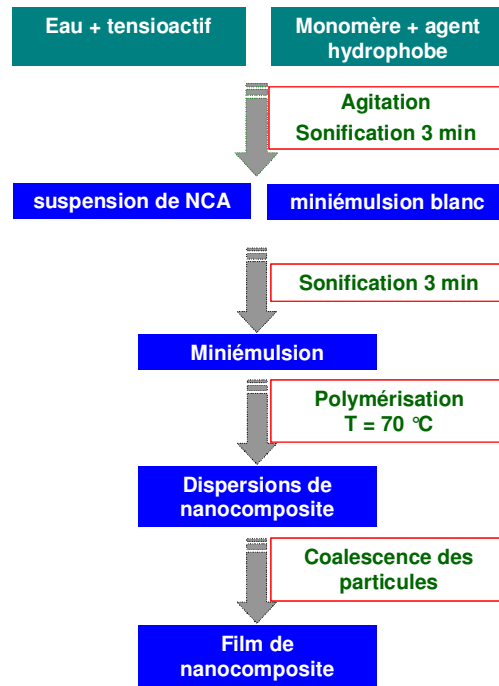 Eau + tensioactif
Monomère + agent
hydrophobe
Agitation
Sonification 3 min
suspension de NCA
miniémulsion blanc
Sonification 3 min
Miniémulsion
Polymérisation
T = 70 °C
Dispersions de
nanocomposite
Coalescence des
particules
Film de
nanocomposite